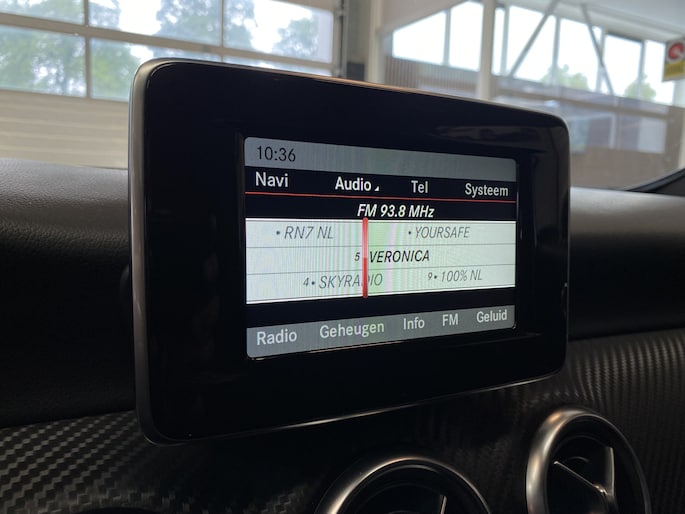 10:36
Navi Audio Tel Systeem
FM 93.8 MHz
• RN7 NL • YOURSAFE
5 VERONICA
4• SKYRADIO 9• 100% NL
Radio Geheugen Info FM Geluid